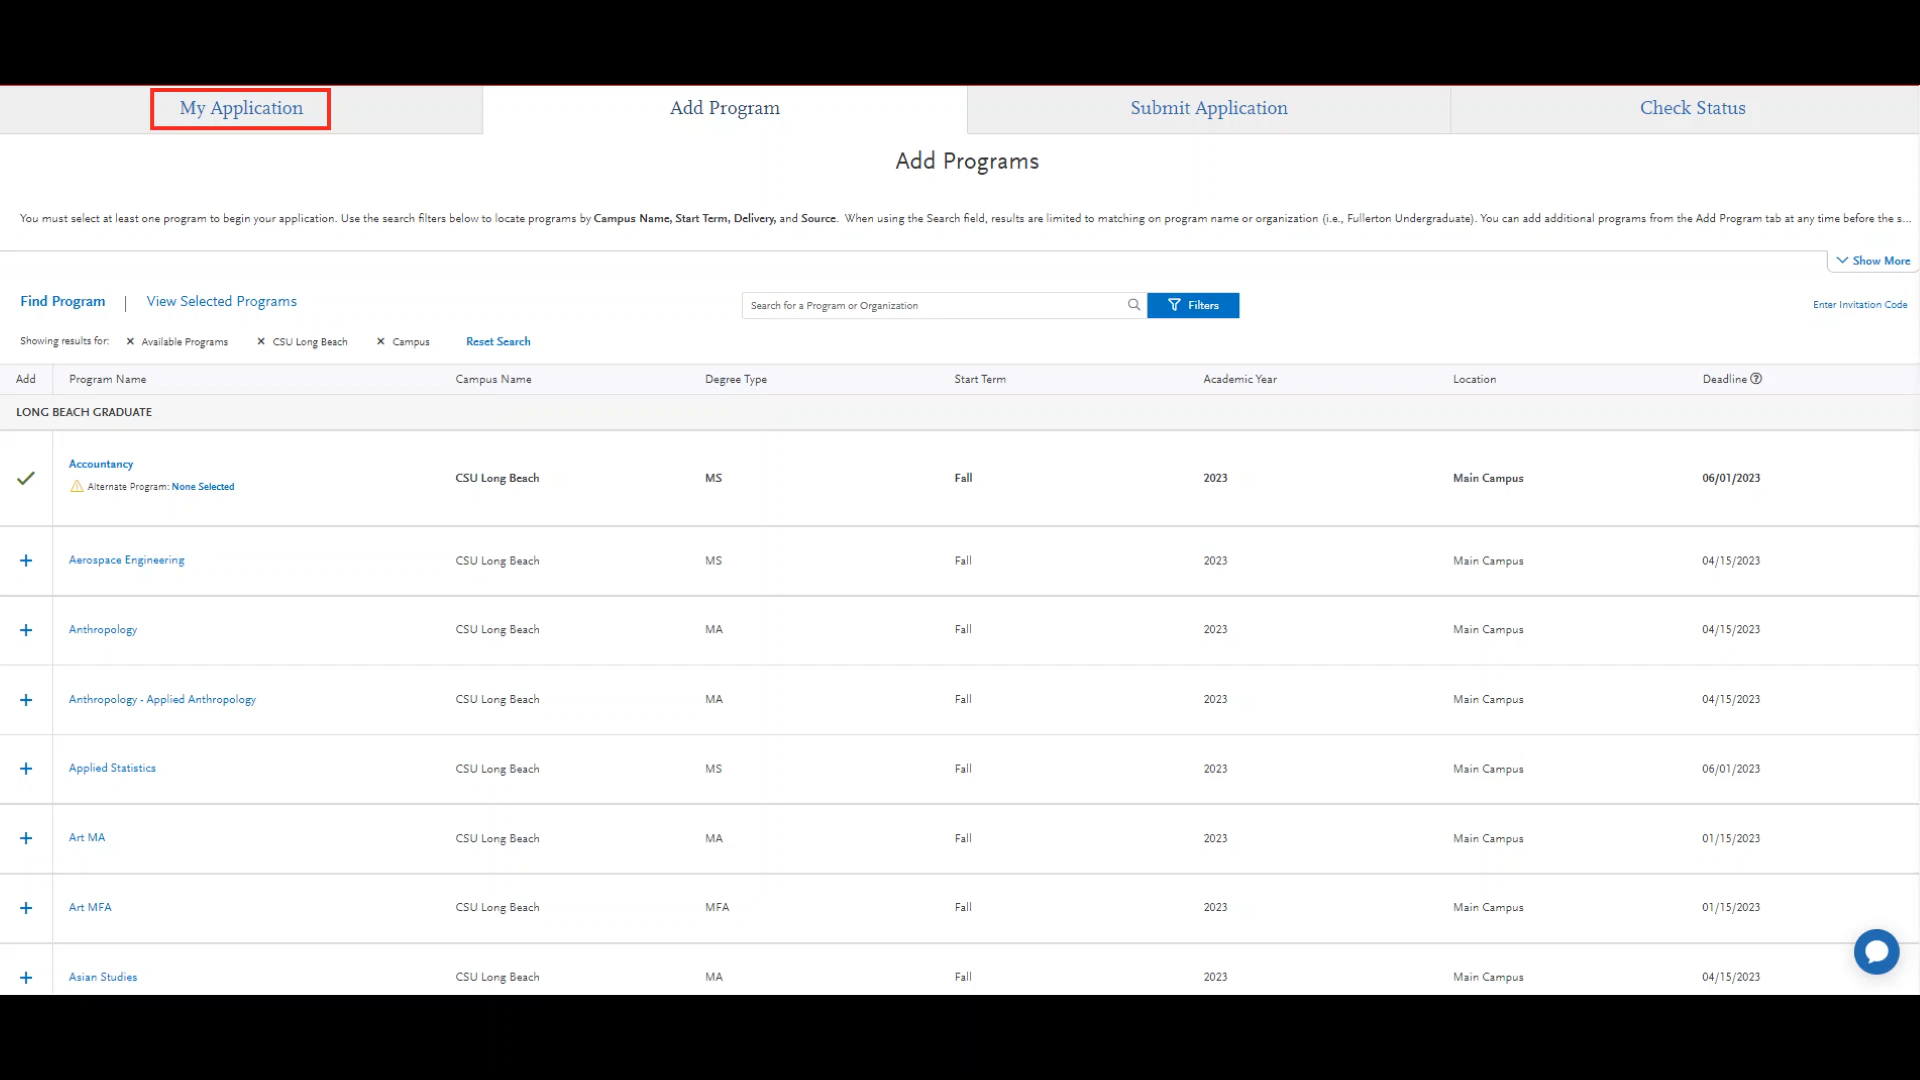 My Application
Add Program
Submit Application
Check Status
Add Programs
You must select at least one program to begin your application. Use the search filters below to locate programs by Campus Name, Start Term, Delivery, and Source. When using the Search field, results are limited to matching on program name or organization (i.e., Fullerton Undergraduate). You can add additional programs from the Add Program tab at any time before the s...
Show More
Find Program | View Selected Programs
Search for a Program or Organization
Filters
Enter Invitation Code
Showing results for: × Available Programs × CSU Long Beach × Campus Reset Search
Add Program Name Campus Name Degree Type Start Term Academic Year Location Deadline ?
LONG BEACH GRADUATE
Accountancy
Alternate Program: None Selected
CSU Long Beach MS Fall 2023 Main Campus 06/01/2023
+ Aerospace Engineering CSU Long Beach MS Fall 2023 Main Campus 04/15/2023
+ Anthropology CSU Long Beach MA Fall 2023 Main Campus 04/15/2023
+ Anthropology - Applied Anthropology CSU Long Beach MA Fall 2023 Main Campus 04/15/2023
+ Applied Statistics CSU Long Beach MS Fall 2023 Main Campus 06/01/2023
+ Art MA CSU Long Beach MA Fall 2023 Main Campus 01/15/2023
+ Art MFA CSU Long Beach MFA Fall 2023 Main Campus 01/15/2023
+ Asian Studies CSU Long Beach MA Fall 2023 Main Campus 04/15/2023